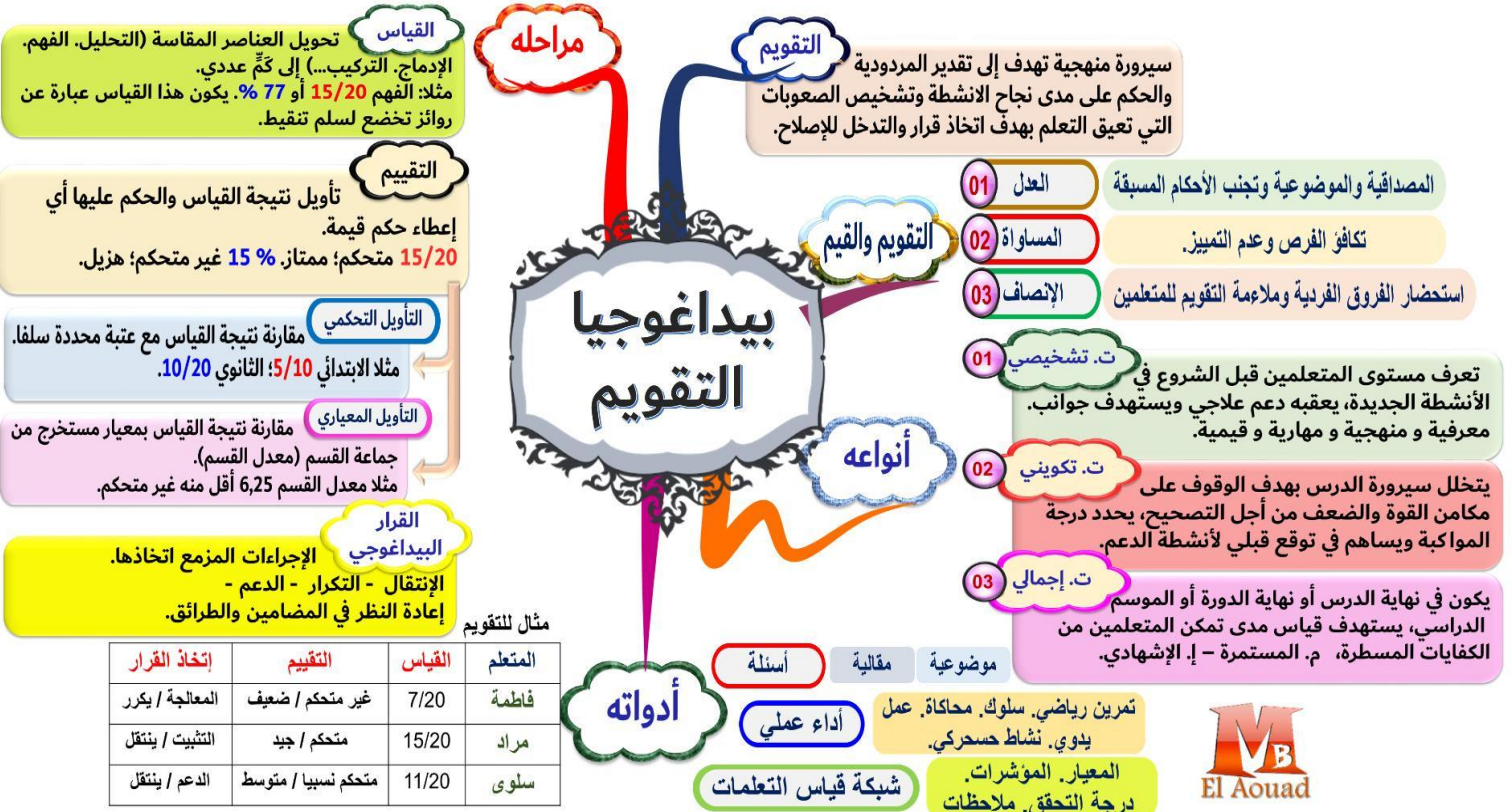 بيداغوجيا
التقويم
التقويم
سيرورة منهجية تهدف إلى تقدير المردودية
والحكم على مدى نجاح الانشطة وتشخيص الصعوبات
التي تعيق التعلم بهدف اتخاذ قرار والتدخل للإصلاح.
التقويم والقيم
01 العدل
المصداقية والموضوعية وتجنب الأحكام المسبقة
02 المساواة
تكافؤ الفرص وعدم التمييز.
03 الإنصاف
استحضار الفروق الفردية وملاءمة التقويم للمتعلمين
أنواعه
01 ت. تشخيصي
تعرف مستوى المتعلمين قبل الشروع في
الأنشطة الجديدة، يعقبه دعم علاجي ويستهدف جوانب.
معرفية و منهجية و مهارية و قيمية.
02 ت. تكويني
يتخلل سيرورة الدرس بهدف الوقوف على
مكامن القوة والضعف من أجل التصحيح، يحدد درجة
المواكبة ويساهم في توقع قبلي لأنشطة الدعم.
03 ت. إجمالي
يكون في نهاية الدرس أو نهاية الدورة أو الموسم
الدراسي، يستهدف قياس مدى تمكن المتعلمين من
الكفايات المسطرة، م. المستمرة – إ. الإشهادي.
أدواته
أسئلة مقالية موضوعية
أداء عملي
تمرين رياضي. سلوك. محاكاة. عمل
يدوي. نشاط حسحركي.
شبكة قياس التعلمات
المعيار. المؤشرات.
درجة التحقق. ملاحظات
مراحله
القياس
تحويل العناصر المقاسة (التحليل. الفهم.
الإدماج. التركيب...) إلى كَمٍّ عددي.
مثلا: الفهم 15/20 أو 77 %. يكون هذا القياس عبارة عن
روائز تخضع لسلم تنقيط.
التقييم
تأويل نتيجة القياس والحكم عليها أي
إعطاء حكم قيمة.
15/20 متحكم؛ ممتاز. % 15 غير متحكم؛ هزيل.
التأويل التحكمي
مقارنة نتيجة القياس مع عتبة محددة سلفا.
مثلا الابتدائي 5/10؛ الثانوي 10/20.
التأويل المعياري
مقارنة نتيجة القياس بمعيار مستخرج من
جماعة القسم (معدل القسم).
مثلا معدل القسم 6,25 أقل منه غير متحكم.
القرار
البيداغوجي
الإجراءات المزمع اتخاذها.
الإنتقال - التكرار - الدعم -
إعادة النظر في المضامين والطرائق.
مثال للتقويم
المتعلم القياس التقييم إتخاذ القرار
فاطمة 7/20 غير متحكم / ضعيف المعالجة / يكرر
مراد 15/20 متحكم / جيد التثبيت / ينتقل
سلوى 11/20 متحكم نسبيا / متوسط الدعم / ينتقل
MB
El Aouad